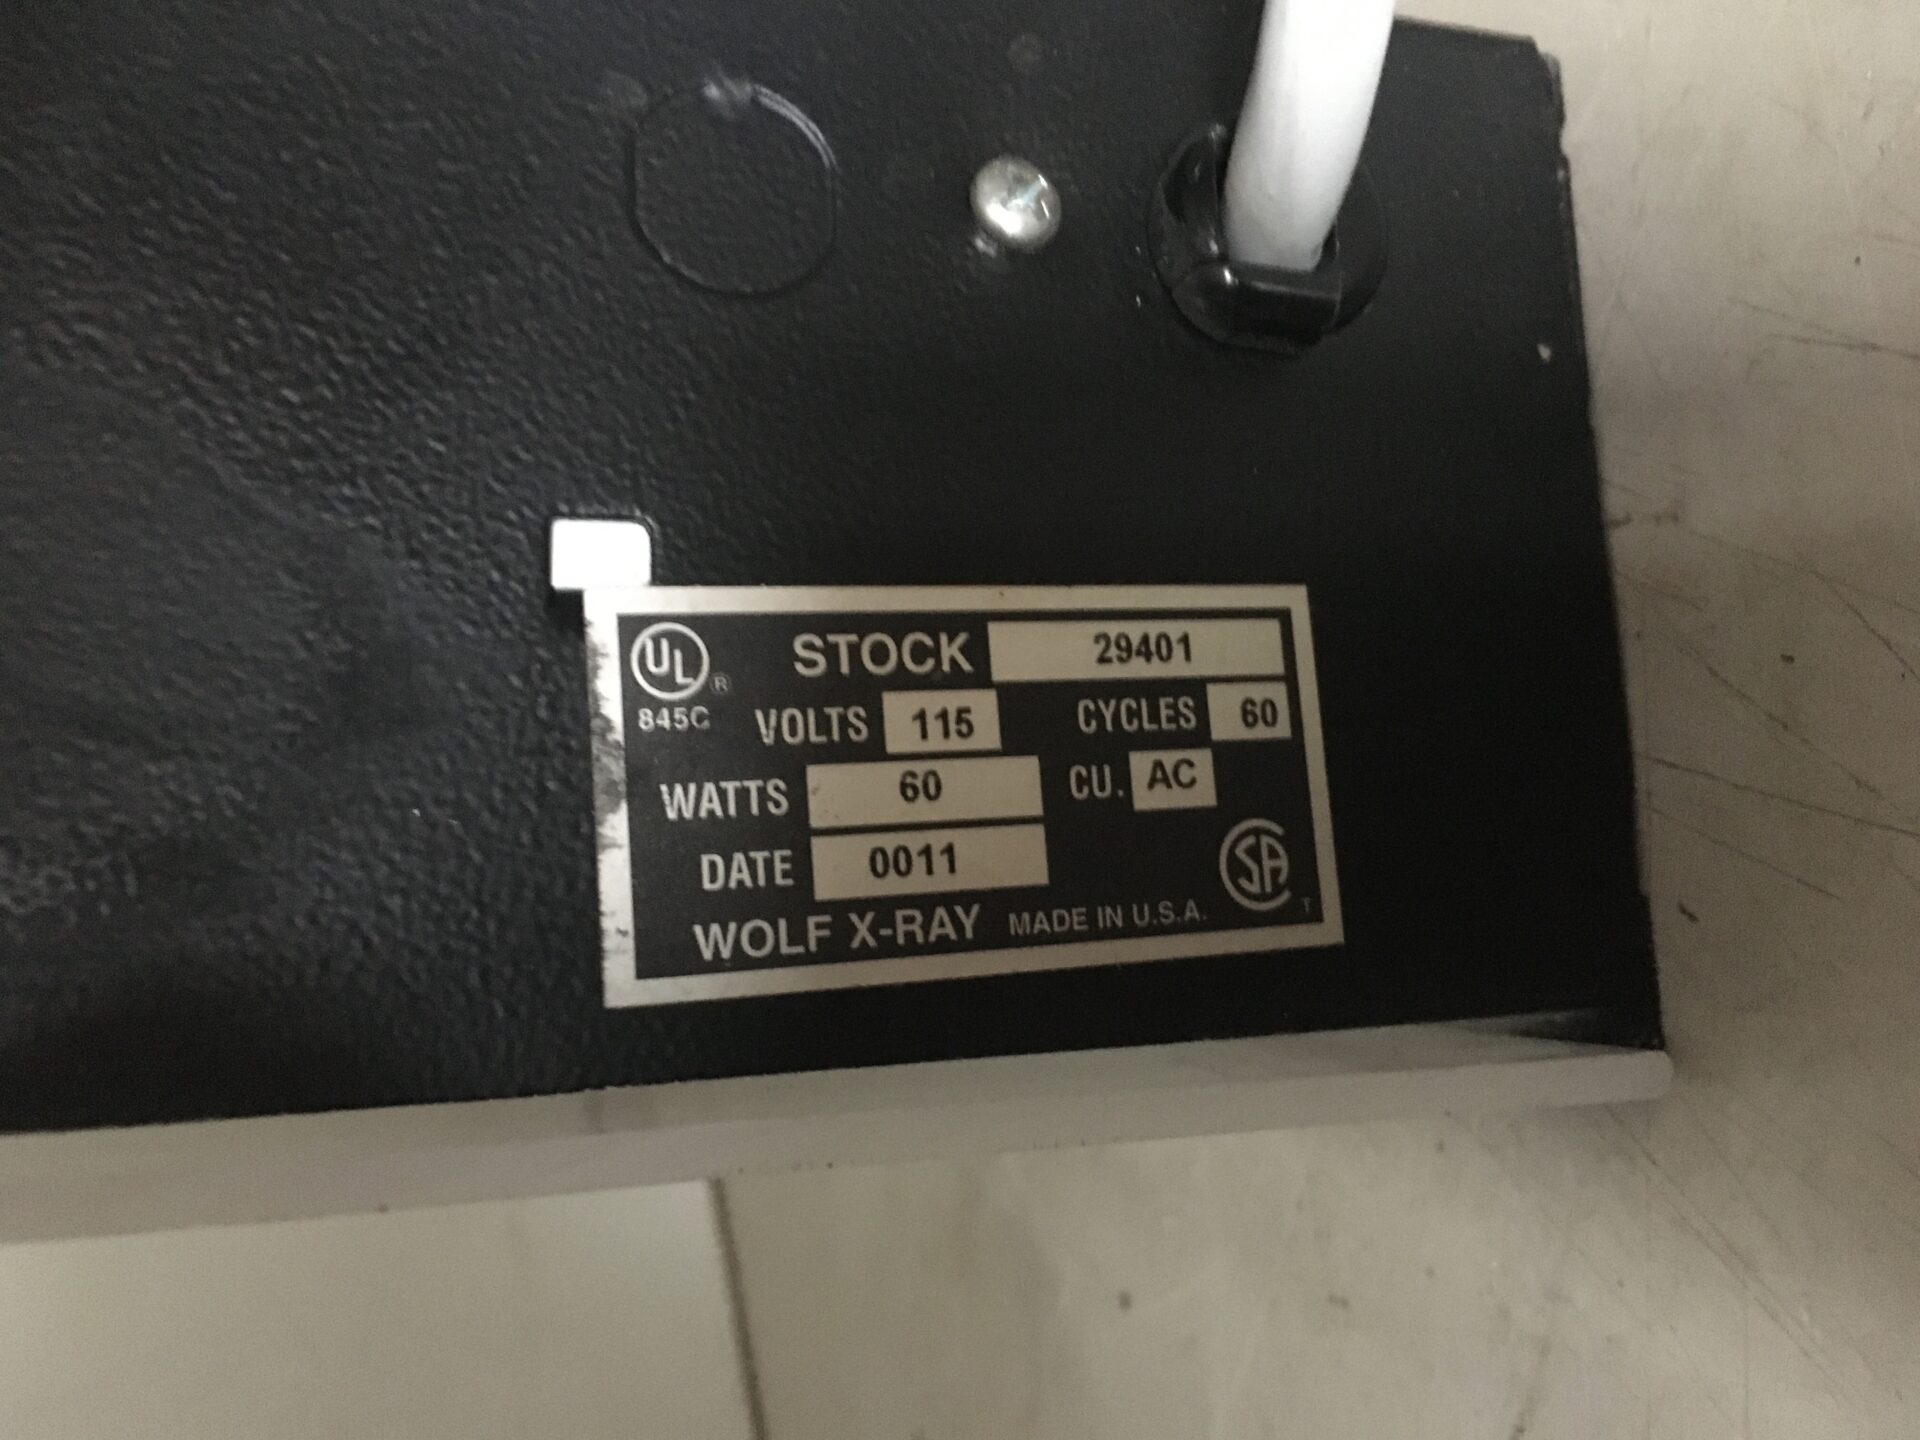 UL ® STOCK 29401
845C VOLTS 115 CYCLES 60
WATTS 60 CU. AC
DATE 0011 SA
WOLF X-RAY MADE IN U.S.A. T